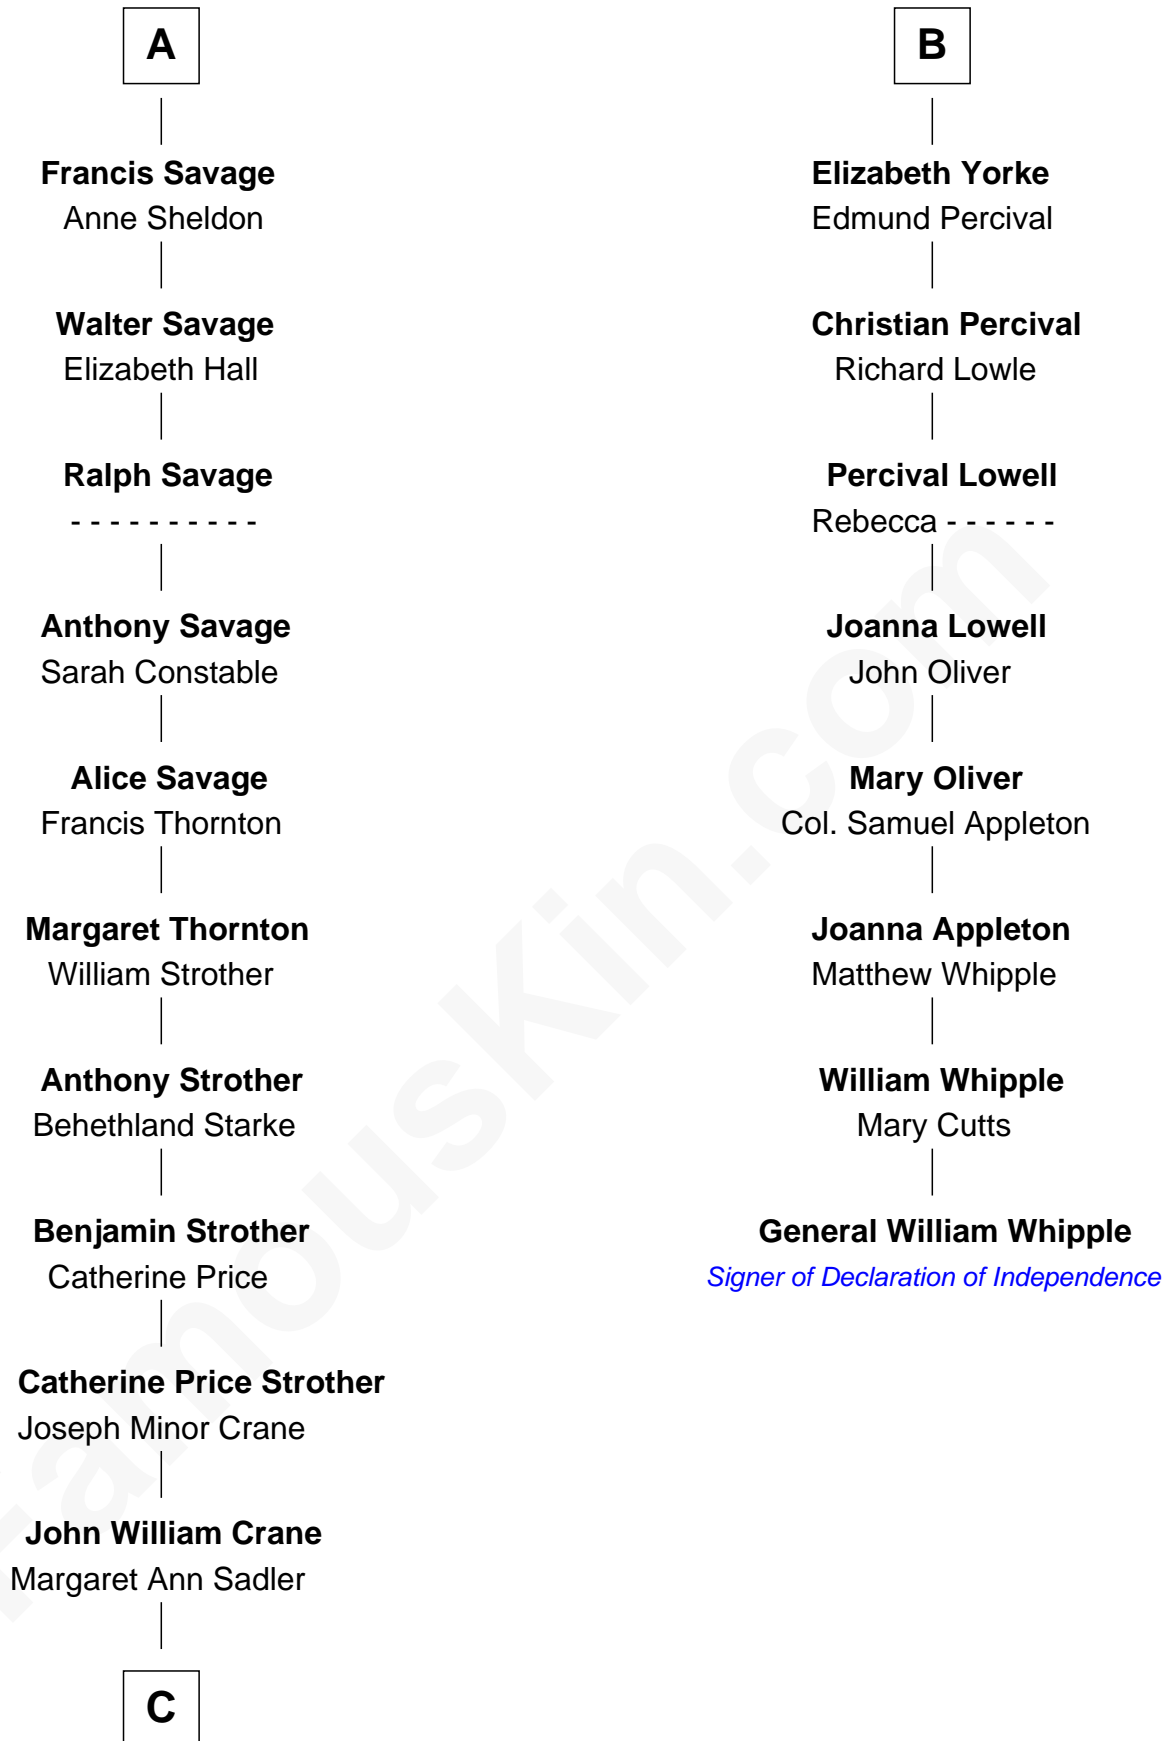 A
Francis Savage
Anne Sheldon
Walter Savage
Elizabeth Hall
Ralph Savage
- - - - - - - - - -
Anthony Savage
Sarah Constable
Alice Savage
Francis Thornton
Margaret Thornton
William Strother
Anthony Strother
Behethland Starke
Benjamin Strother
Catherine Price
Catherine Price Strother
Joseph Minor Crane
John William Crane
Margaret Ann Sadler
C
B
Elizabeth Yorke
Edmund Percival
Christian Percival
Richard Lowle
Percival Lowell
Rebecca - - - - - -
Joanna Lowell
John Oliver
Mary Oliver
Col. Samuel Appleton
Joanna Appleton
Matthew Whipple
William Whipple
Mary Cutts
General William Whipple
Signer of Declaration of Independence
FamousKin.com